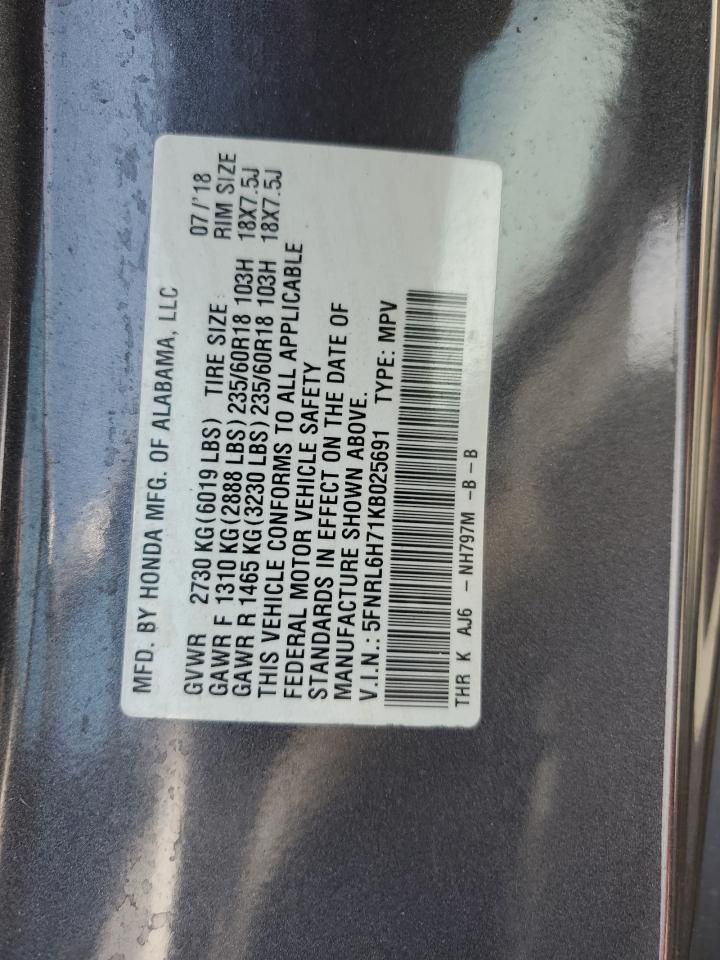 MFD. BY HONDA MFG. OF ALABAMA, LLC
07/'18
GVWR 2730 KG(6019 LBS) TIRE SIZE RIM SIZE
GAWR F 1310 KG(2888 LBS)235/60R18 103H 18X7.5J
GAWR R 1465 KG(3230 LBS)235/60R18 103H 18X7.5J
THIS VEHICLE CONFORMS TO ALL APPLICABLE
FEDERAL MOTOR VEHICLE SAFETY
STANDARDS IN EFFECT ON THE DATE OF
MANUFACTURE SHOWN ABOVE.
V.I.N.: 5FNRL6H71KB025691 TYPE: MPV
THR K AJ6 - NH797M -B-B